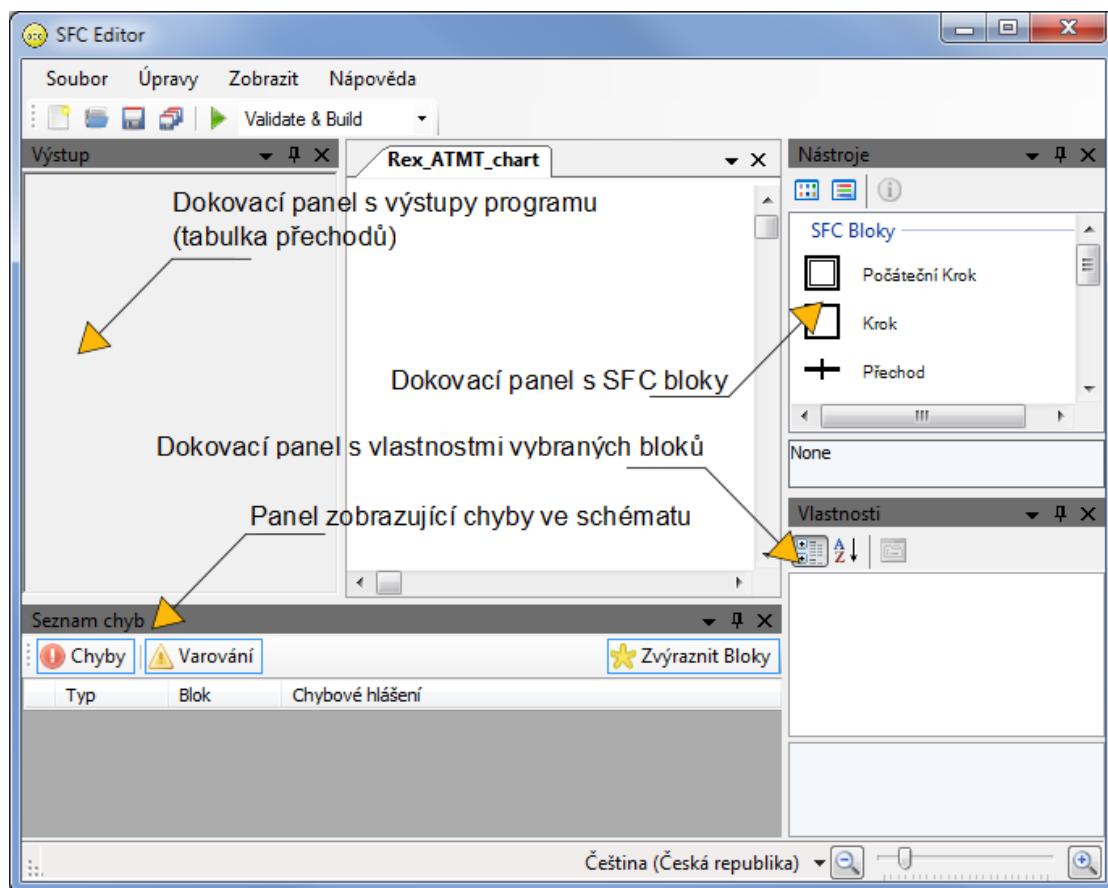 SFC Editor
Soubor Úpravy Zobrazit Nápověda
Validate & Build
Výstup
Rex_ATMT_chart
Nástroje
Dokovací panel s výstupy programu
(tabulka přechodů)
SFC Bloky
Počáteční Krok
Krok
Přechod
Dokovací panel s SFC bloky
Dokovací panel s vlastnostmi vybraných bloků
None
Panel zobrazující chyby ve schématu
Vlastnosti
Seznam chyb
Chyby Varování Zvýraznit Bloky
Typ Blok Chybové hlášení
Čeština (Česká republika)